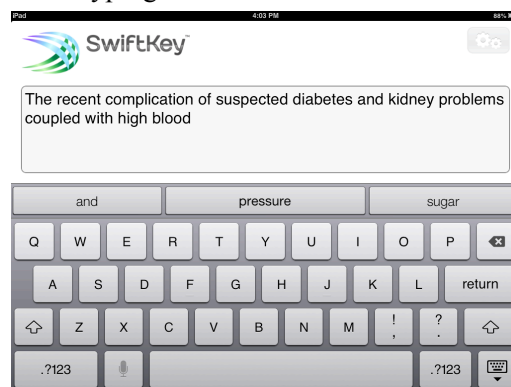 iPad 4:03 PM 88%
SwiftKey™
The recent complication of suspected diabetes and kidney problems
coupled with high blood
and pressure sugar
Q W E R T Y U I O P
A S D F G H J K L return
Z X C V B N M ! , ? .
.?123 .?123